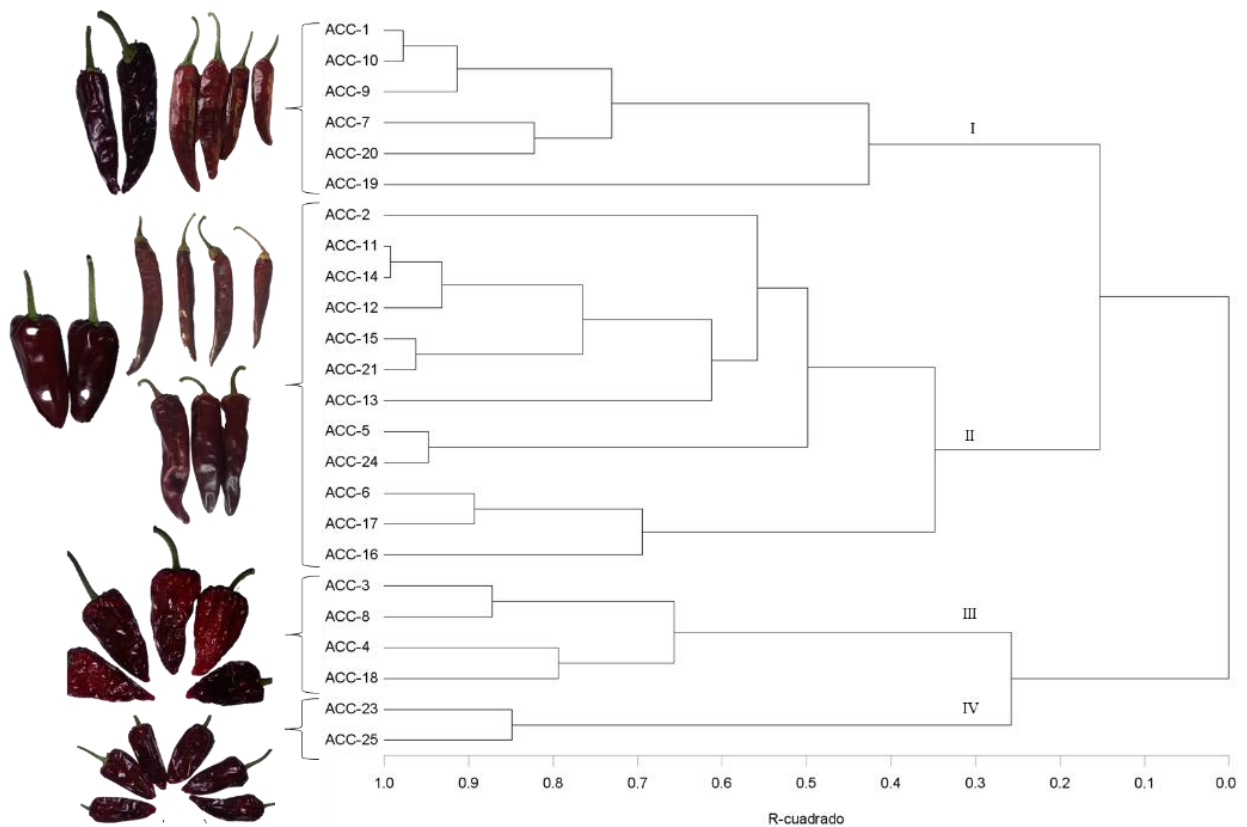 ACC-1
ACC-10
ACC-9
ACC-7
I
ACC-20
ACC-19
ACC-2
ACC-11
ACC-14
ACC-12
ACC-15
ACC-21
ACC-13
ACC-5
II
ACC-24
ACC-6
ACC-17
ACC-16
ACC-3
ACC-8
III
ACC-4
ACC-18
ACC-23
IV
ACC-25
1.0 0.9 0.8 0.7 0.6 0.5 0.4 0.3 0.2 0.1 0.0
R-cuadrado